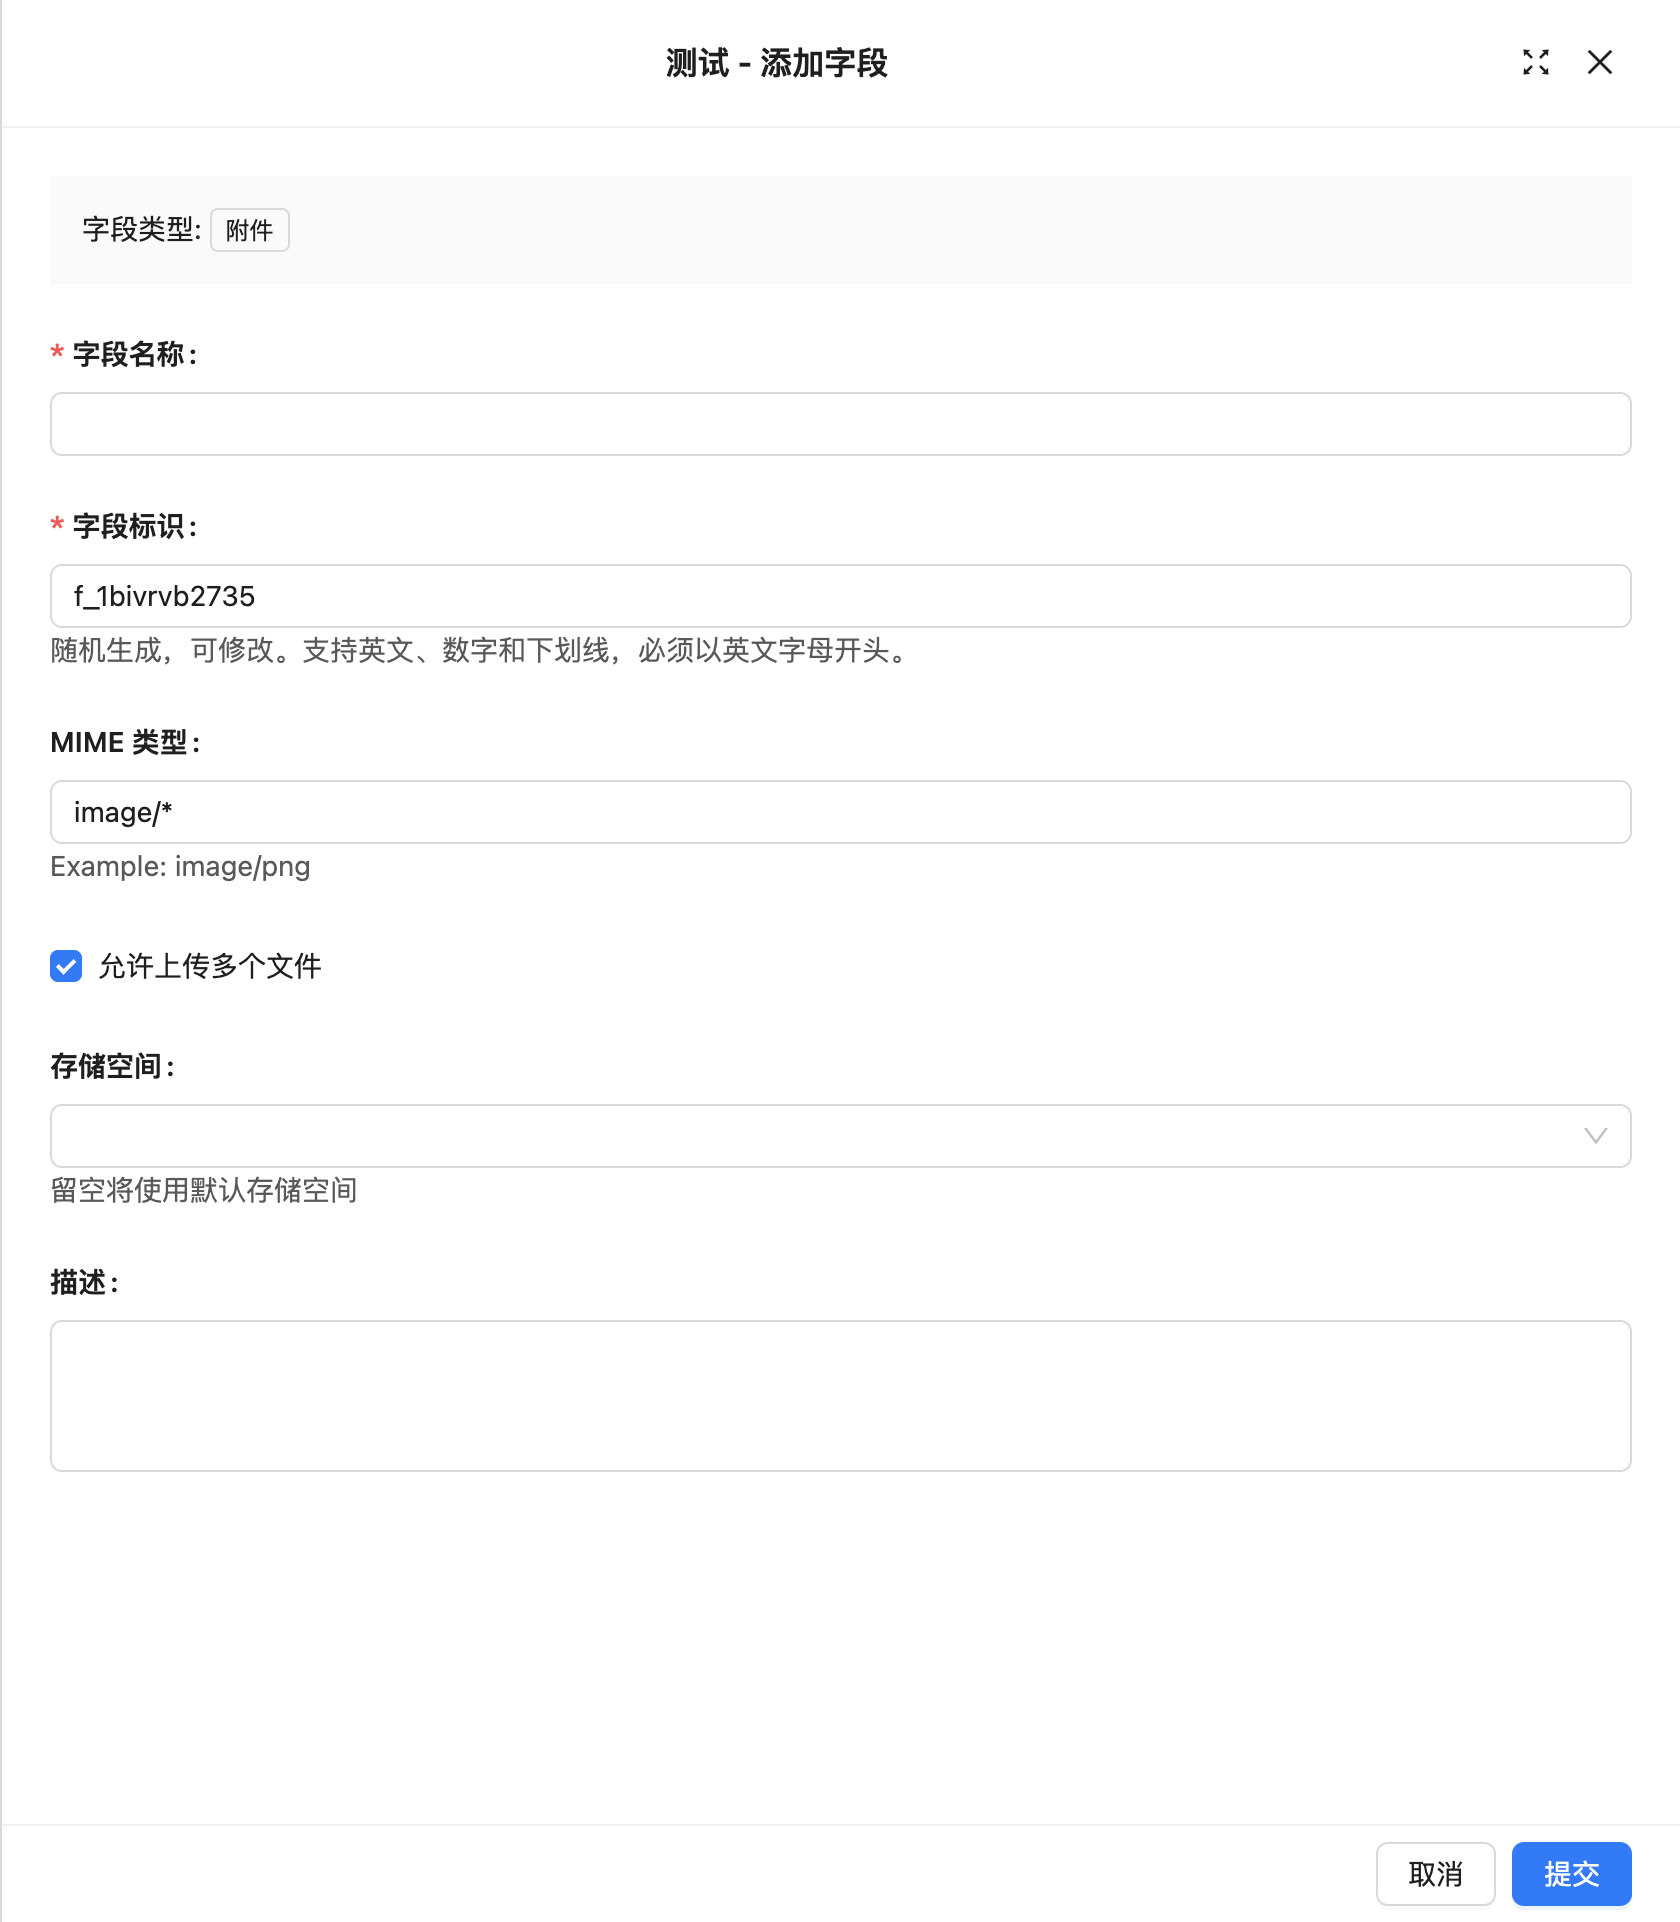 测试 - 添加字段
字段类型: 附件
* 字段名称:
* 字段标识:
f_1bivrvb2735
随机生成，可修改。支持英文、数字和下划线，必须以英文字母开头。
MIME 类型:
image/*
Example: image/png
允许上传多个文件
存储空间:
留空将使用默认存储空间
描述:
取消 提交